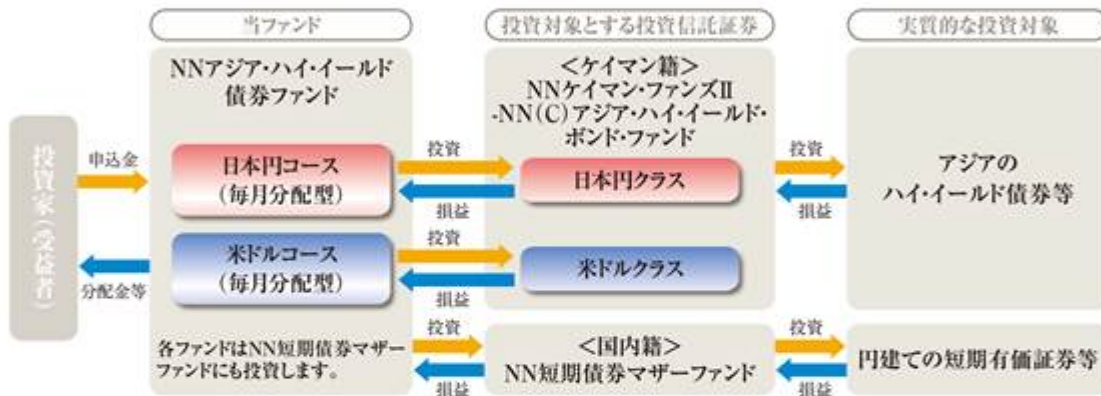 当ファンド
投資対象とする投資信託証券
実質的な投資対象
投資家(受益者)
申込金
分配金等
NNアジア・ハイ・イールド
債券ファンド
日本円コース
(毎月分配型)
米ドルコース
(毎月分配型)
各ファンドはNN短期債券マザー
ファンドにも投資します。
投資
損益
投資
損益
投資
損益
<ケイマン籍>
NNケイマン・ファンズⅡ
-NN(C)アジア・ハイ・イールド・
ボンド・ファンド
日本円クラス
米ドルクラス
<国内籍>
NN短期債券マザーファンド
投資
損益
投資
損益
アジアの
ハイ・イールド債券等
円建ての短期有価証券等